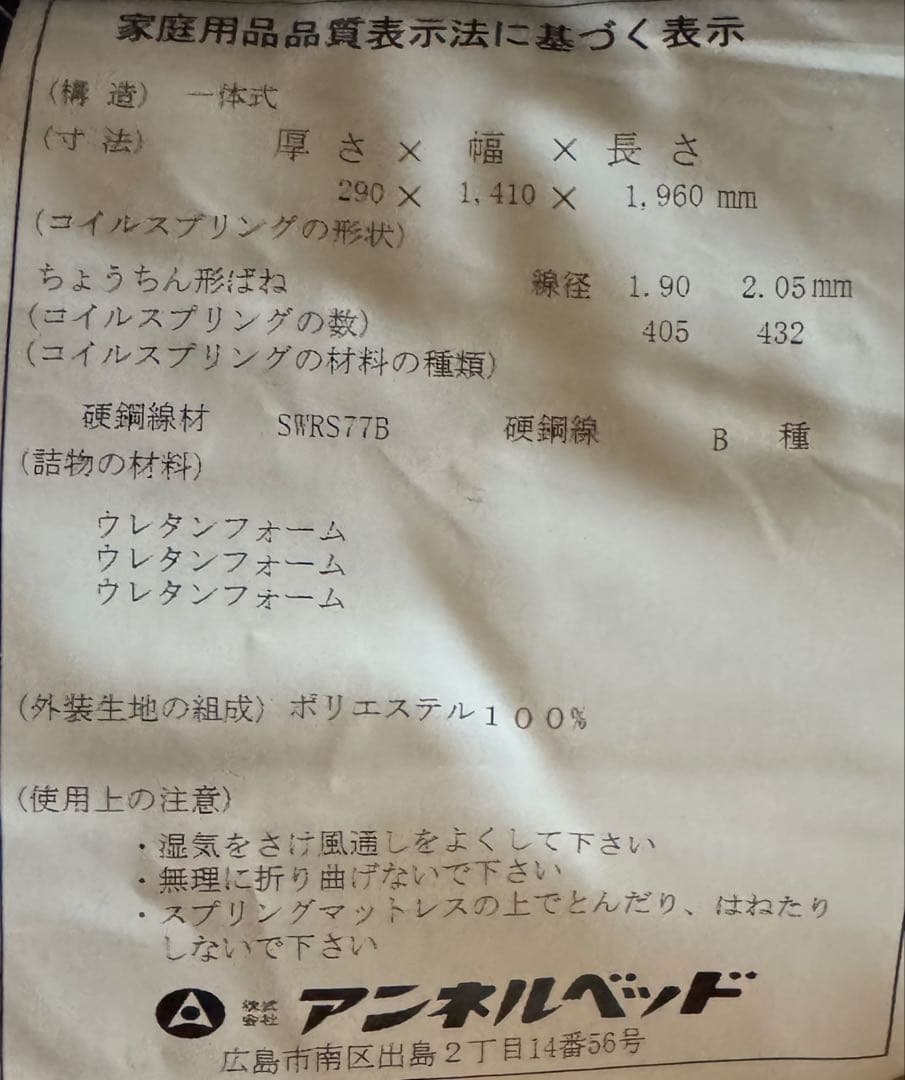 家庭用品品質表示法に基づく表示
(構造) 一体式
(寸法) 厚さ × 幅 × 長さ
290 × 1,410 × 1,960 mm
(コイルスプリングの形状)
ちょうちん形ばね 線径 1.90 2.05mm
(コイルスプリングの数) 405 432
(コイルスプリングの材料の種類)
硬鋼線材 SWRS77B 硬鋼線 B 種
(詰物の材料)
ウレタンフォーム
ウレタンフォーム
ウレタンフォーム
(外装生地の組成) ポリエステル100%
(使用上の注意)
・湿気をさけ風通しをよくして下さい
・無理に折り曲げないで下さい
・スプリングマットレスの上でとんだり、はねたり
しないで下さい
株式会社 アンネルベッド
広島市南区出島2丁目14番56号